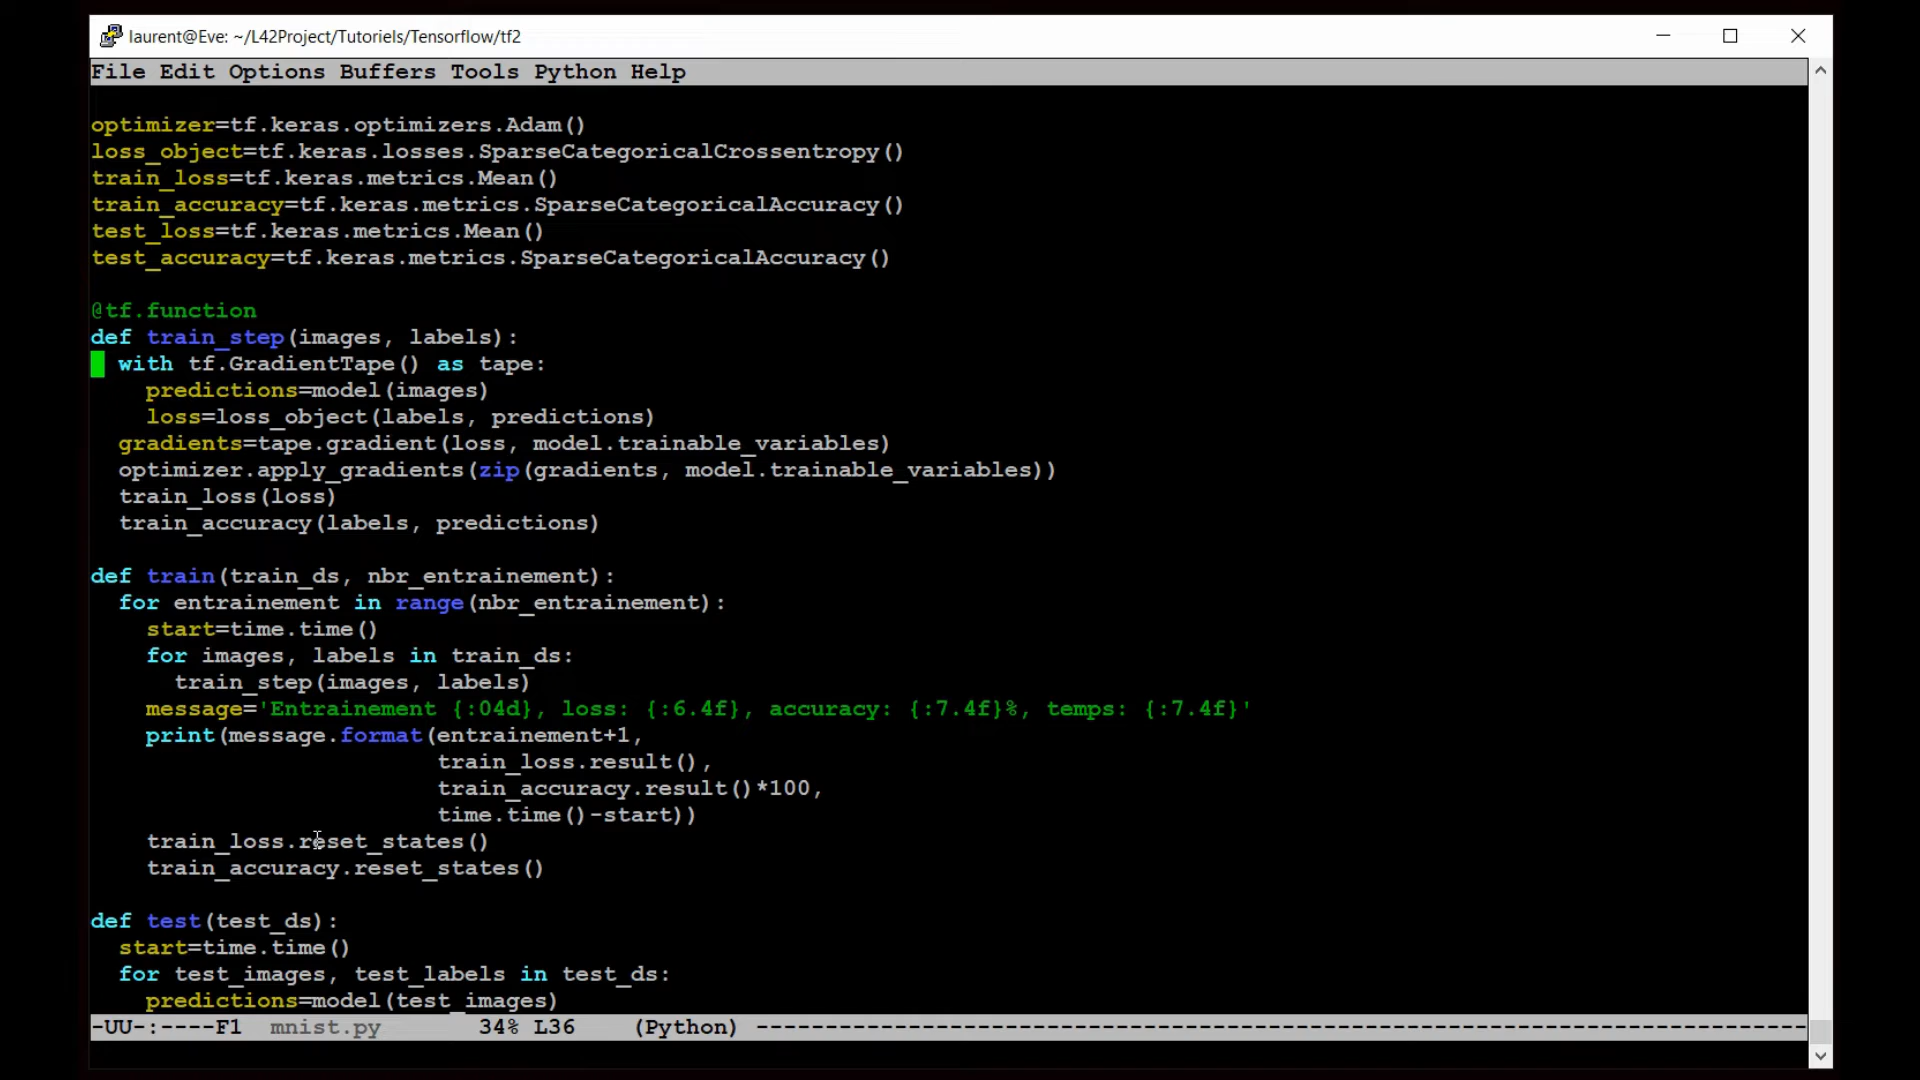 laurent@Eve: ~/L42Project/Tutoriels/Tensorflow/tf2
File Edit Options Buffers Tools Python Help
optimizer=tf.keras.optimizers.Adam()
loss_object=tf.keras.losses.SparseCategoricalCrossentropy()
train_loss=tf.keras.metrics.Mean()
train_accuracy=tf.keras.metrics.SparseCategoricalAccuracy()
test_loss=tf.keras.metrics.Mean()
test_accuracy=tf.keras.metrics.SparseCategoricalAccuracy()
@tf.function
def train_step(images, labels):
  with tf.GradientTape() as tape:
    predictions=model(images)
    loss=loss_object(labels, predictions)
  gradients=tape.gradient(loss, model.trainable_variables)
  optimizer.apply_gradients(zip(gradients, model.trainable_variables))
  train_loss(loss)
  train_accuracy(labels, predictions)
def train(train_ds, nbr_entrainement):
  for entrainement in range(nbr_entrainement):
    start=time.time()
    for images, labels in train_ds:
      train_step(images, labels)
    message='Entrainement {:04d}, loss: {:6.4f}, accuracy: {:7.4f}%, temps: {:7.4f}'
    print(message.format(entrainement+1,
                         train_loss.result(),
                         train_accuracy.result()*100,
                         time.time()-start))
    train_loss.reset_states()
    train_accuracy.reset_states()
def test(test_ds):
  start=time.time()
  for test_images, test_labels in test_ds:
    predictions=model(test_images)
-UU-:----F1  mnist.py       34% L36    (Python) ----------------------------------------------------------------------------